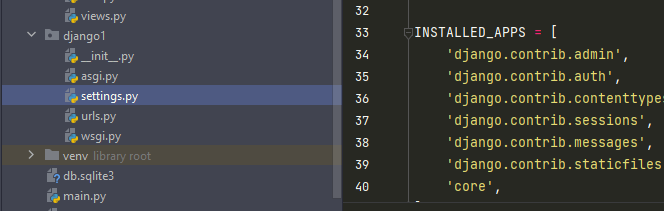 views.py
django1
__init__.py
asgi.py
settings.py
urls.py
wsgi.py
venv library root
db.sqlite3
main.py
32
33 INSTALLED_APPS = [
34 'django.contrib.admin',
35 'django.contrib.auth',
36 'django.contrib.contenttypes
37 'django.contrib.sessions',
38 'django.contrib.messages',
39 'django.contrib.staticfiles
40 'core',